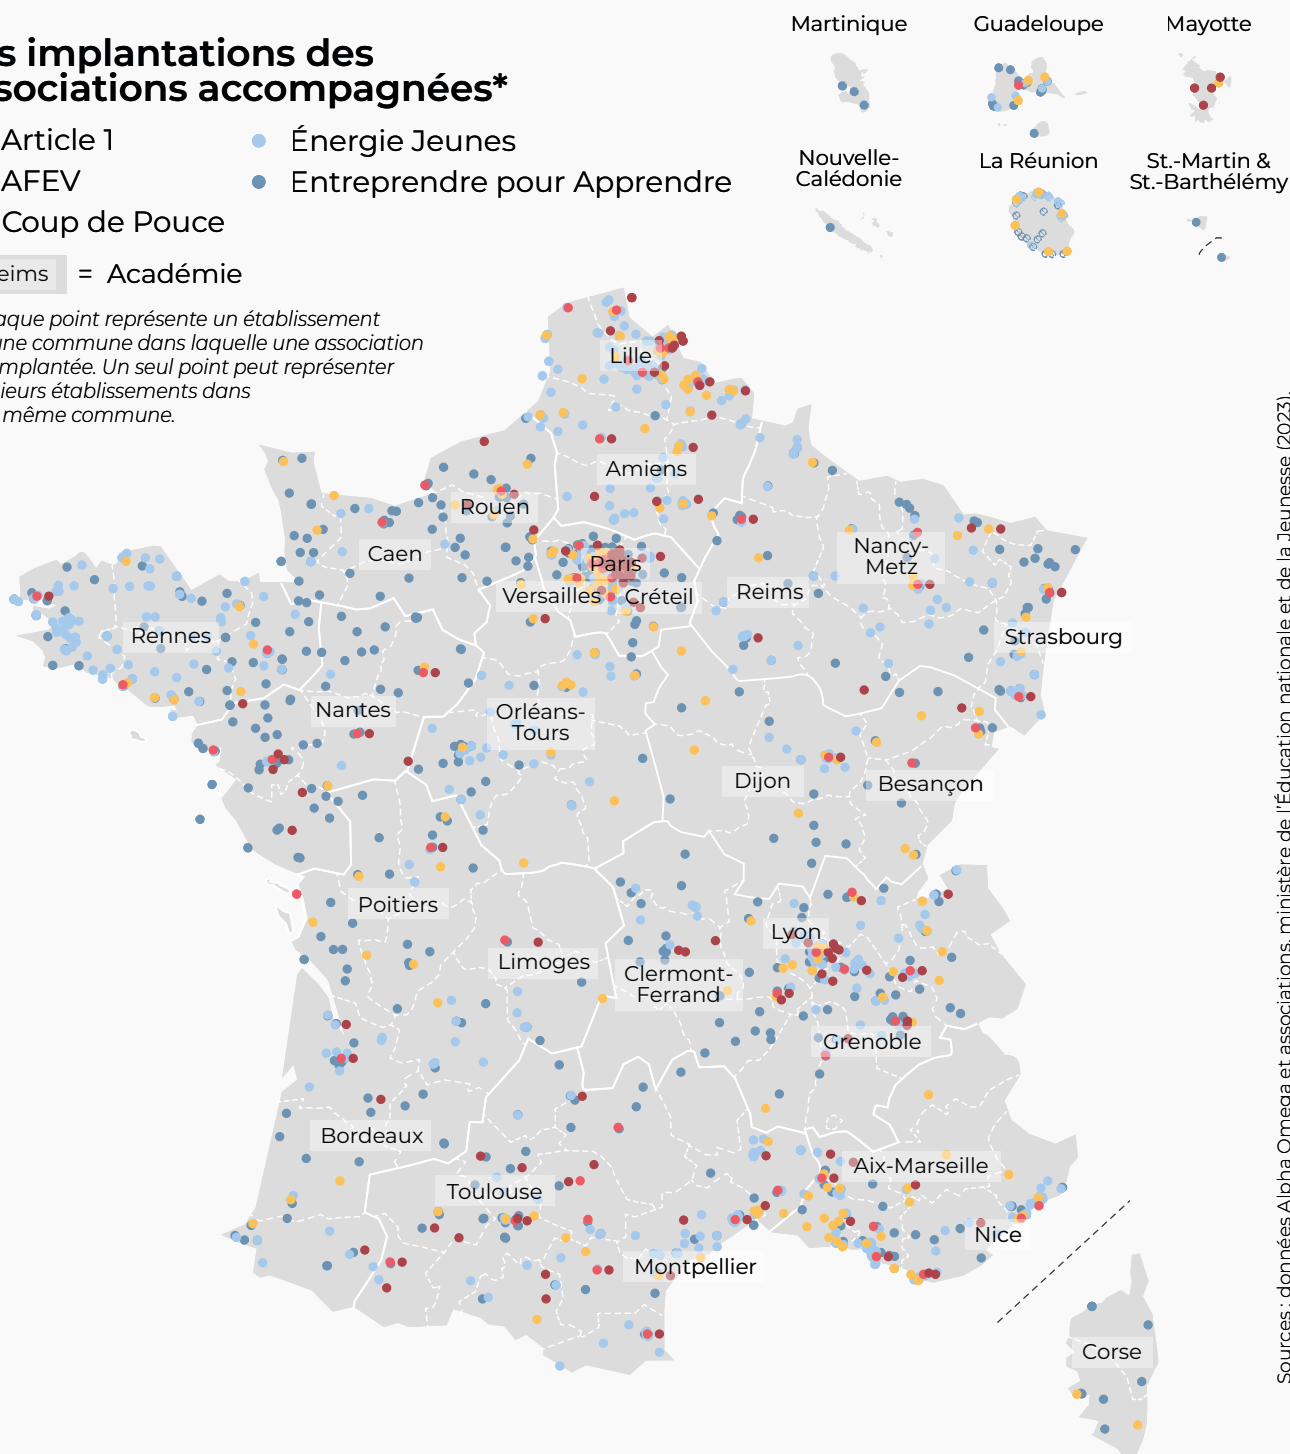 s implantations des
sociations accompagnées*
Article 1
Énergie Jeunes
AFEV
Entreprendre pour Apprendre
Coup de Pouce
eims = Académie
aque point représente un établissement
une commune dans laquelle une association
mplantée. Un seul point peut représenter
ieurs établissements dans
même commune.
Martinique
Guadeloupe
Mayotte
Nouvelle-
Calédonie
La Réunion
St.-Martin &
St.-Barthélémy
Lille
Amiens
Rouen
Caen
Paris
Versailles
Créteil
Reims
Nancy-
Metz
Strasbourg
Rennes
Nantes
Orléans-
Tours
Dijon
Besançon
Poitiers
Limoges
Clermont-
Ferrand
Lyon
Grenoble
Bordeaux
Toulouse
Aix-Marseille
Nice
Montpellier
Corse
Sources : données Alpha Omega et associations, ministère de l'Éducation nationale et de la Jeunesse (2023).